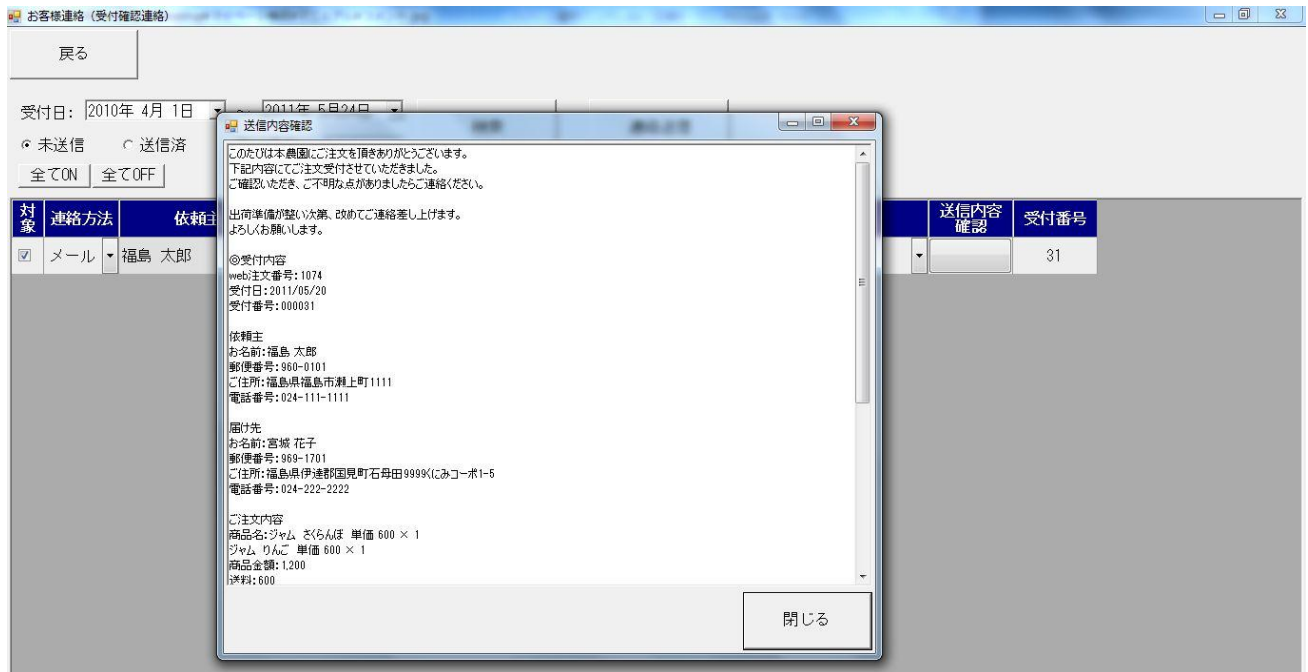 お客様連絡（受付確認連絡）
戻る
受付日： 2010年 4月 1日 ～ 2011年 5月24日
未送信 送信済
全てON 全てOFF
対象 連絡方法 依頼主 送信内容確認 受付番号
メール 福島 太郎 31
送信内容確認
このたびは本農園にご注文を頂きありがとうございます。
下記内容にてご注文受付させていただきました。
ご確認いただき、ご不明な点がありましたらご連絡ください。
出荷準備が整い次第、改めてご連絡差し上げます。
よろしくお願いします。
◎受付内容
web注文番号：1074
受付日：2011/05/20
受付番号：000031
依頼主
お名前：福島 太郎
郵便番号：960-0101
ご住所：福島県福島市瀬上町1111
電話番号：024-111-1111
届け先
お名前：宮城 花子
郵便番号：969-1701
ご住所：福島県伊達郡国見町石母田9999くにみコーポ1-5
電話番号：024-222-2222
ご注文内容
商品名：ジャム さくらんぼ 単価 600 × 1
ジャム りんご 単価 600 × 1
商品金額：1,200
送料：600
閉じる